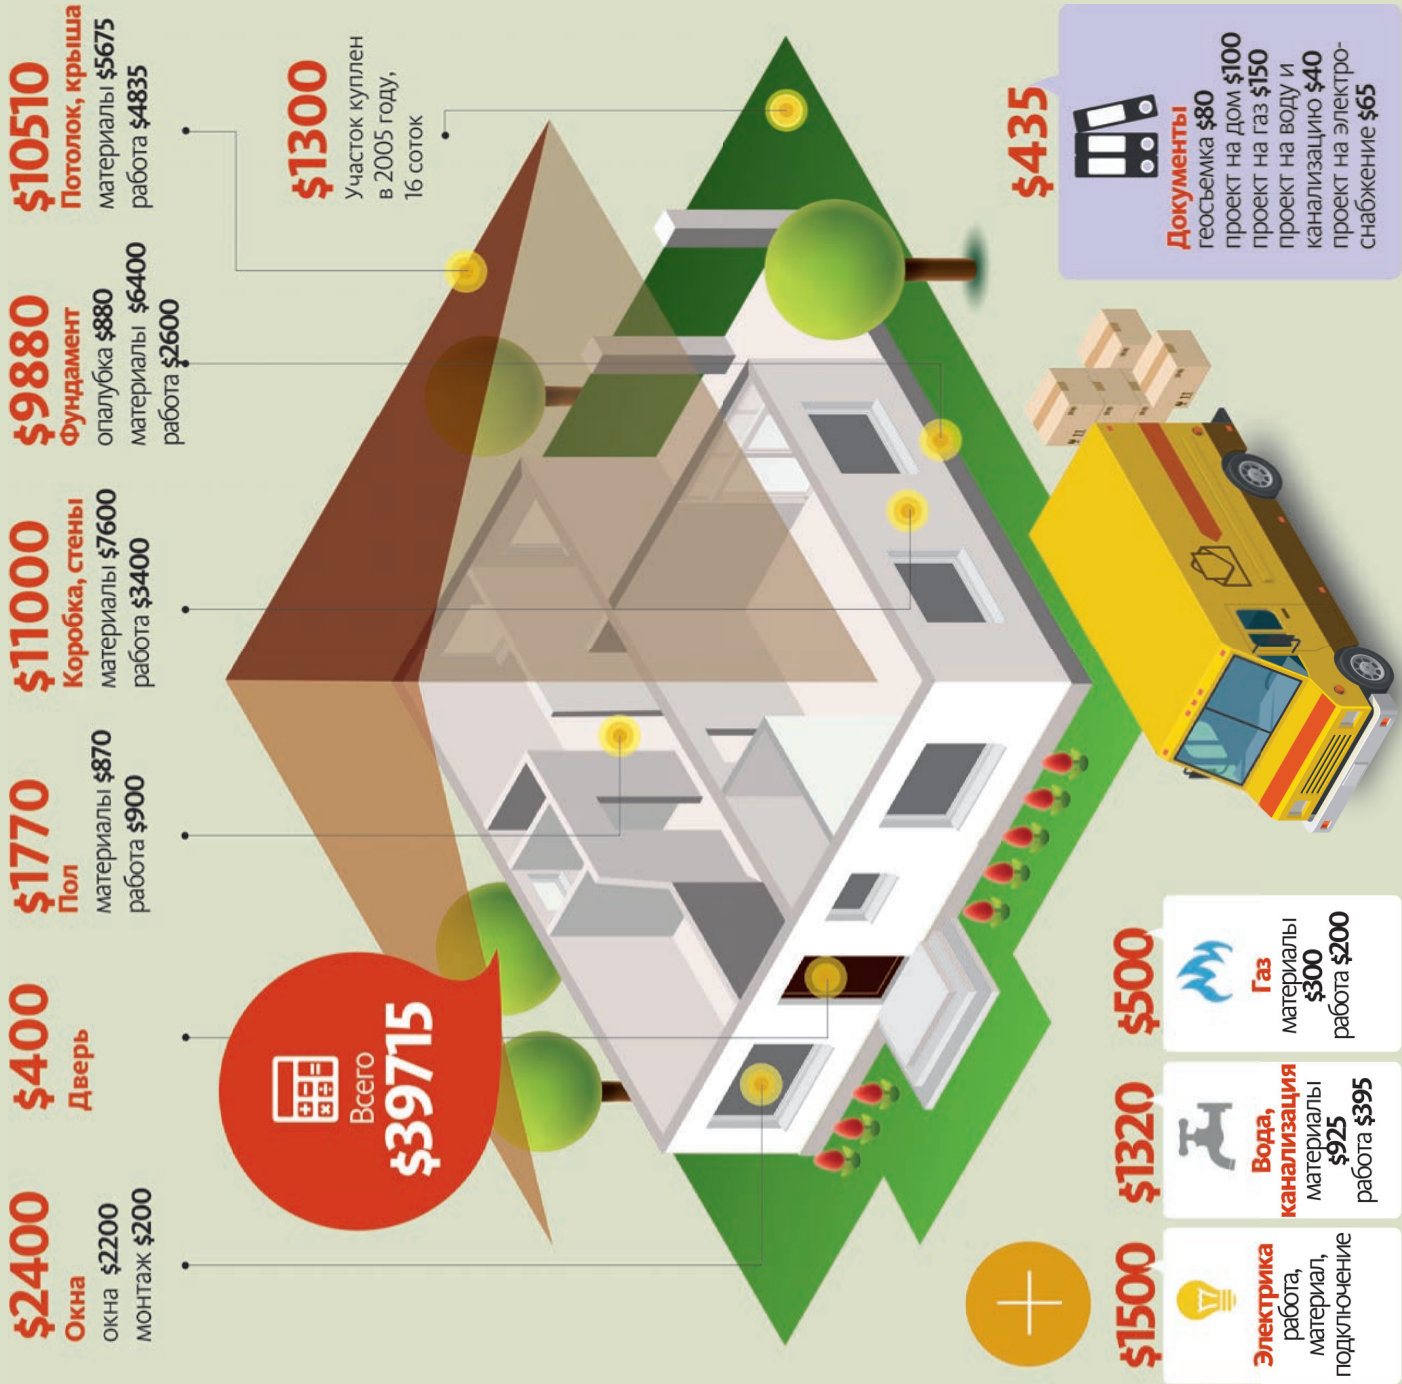 $2400
Окна
окна $2200
монтаж $200
$400
Дверь
$1770
Пол
материалы $870
работа $900
$11000
Коробка, стены
материалы $7600
работа $3400
$9880
Фундамент
опалубка $880
материалы $6400
работа $2600
$10510
Потолок, крыша
материалы $5675
работа $4835
Всего
$39715
$1300
Участок куплен
в 2005 году,
16 соток
$1500
Электрика
работа,
материал,
подключение
$1320
Вода,
канализация
материалы
$925
работа $395
$500
Газ
материалы
$300
работа $200
$435
Документы
геосъемка $80
проект на дом $100
проект на газ $150
проект на воду и
канализацию $40
проект на электро-
снабжение $65